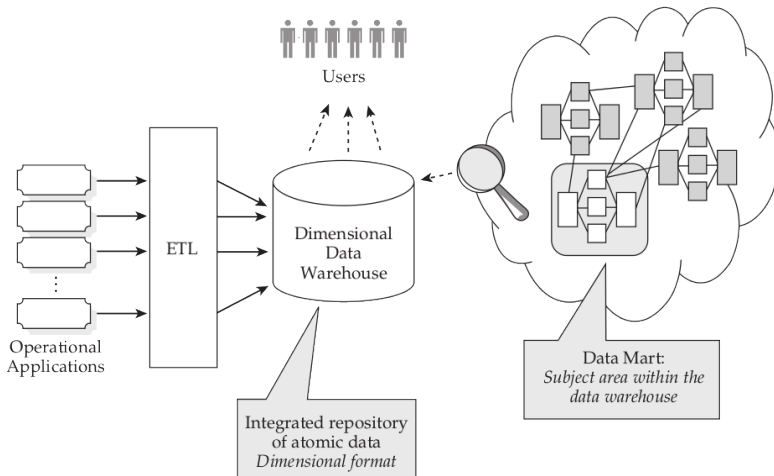 Users
ETL
Dimensional
Data
Warehouse
Operational
Applications
Integrated repository
of atomic data
Dimensional format
Data Mart:
Subject area within the
data warehouse